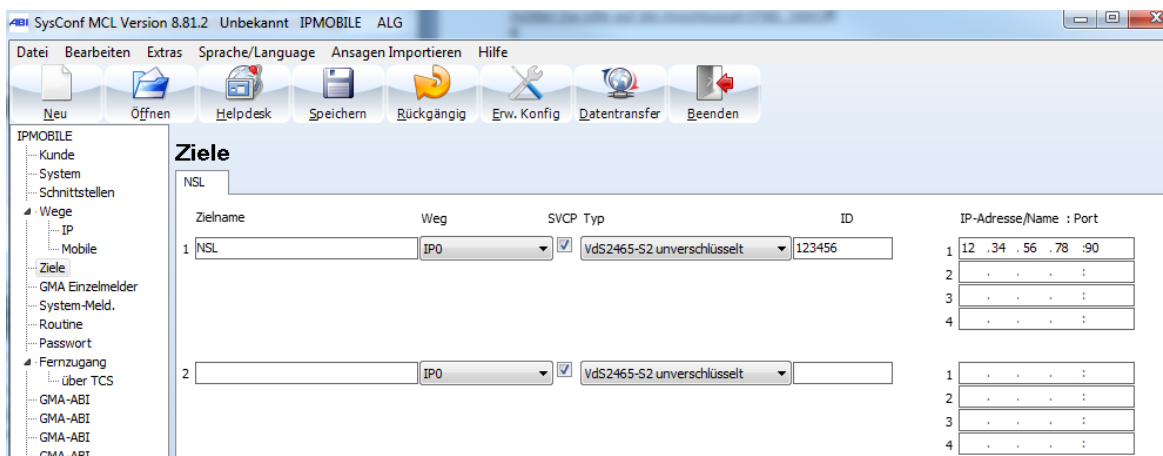 ABI SysConf MCL Version 8.81.2 Unbekannt IPMOBILE ALG
Datei Bearbeiten Extras Sprache/Language Ansagen Importieren Hilfe
Neu Öffnen Helpdesk Speichern Rückgängig Erw. Konfig Datentransfer Beenden
IPMOBILE
Kunde
System
Schnittstellen
Wege
IP
Mobile
Ziele
GMA Einzelmelder
System-Meld.
Routine
Passwort
Fernzugang
über TCS
GMA-ABI
GMA-ABI
GMA-ABI
GMA-ABI
Ziele
NSL
Zielname Weg SVCP Typ ID IP-Adresse/Name : Port
1 NSL IP0 VdS2465-S2 unverschlüsselt 123456 1 12 .34 .56 .78 :90
2 . . . :
3 . . . :
4 . . . :
2 IP0 VdS2465-S2 unverschlüsselt 1 . . . :
2 . . . :
3 . . . :
4 . . . :